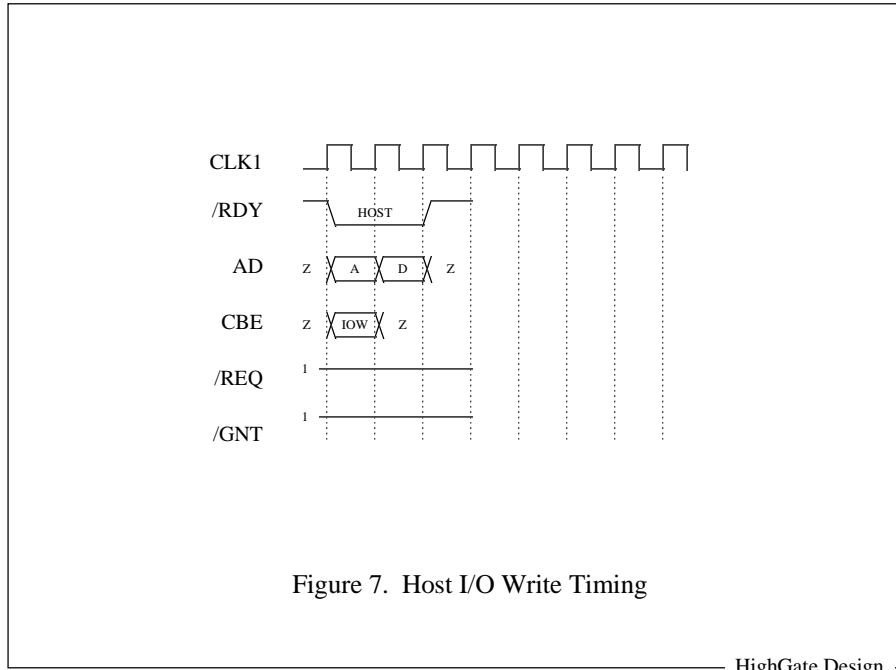 CLK1
/RDY HOST
AD Z A D Z
CBE Z IOW Z
/REQ 1
/GNT 1
Figure 7. Host I/O Write Timing
HighGate Design